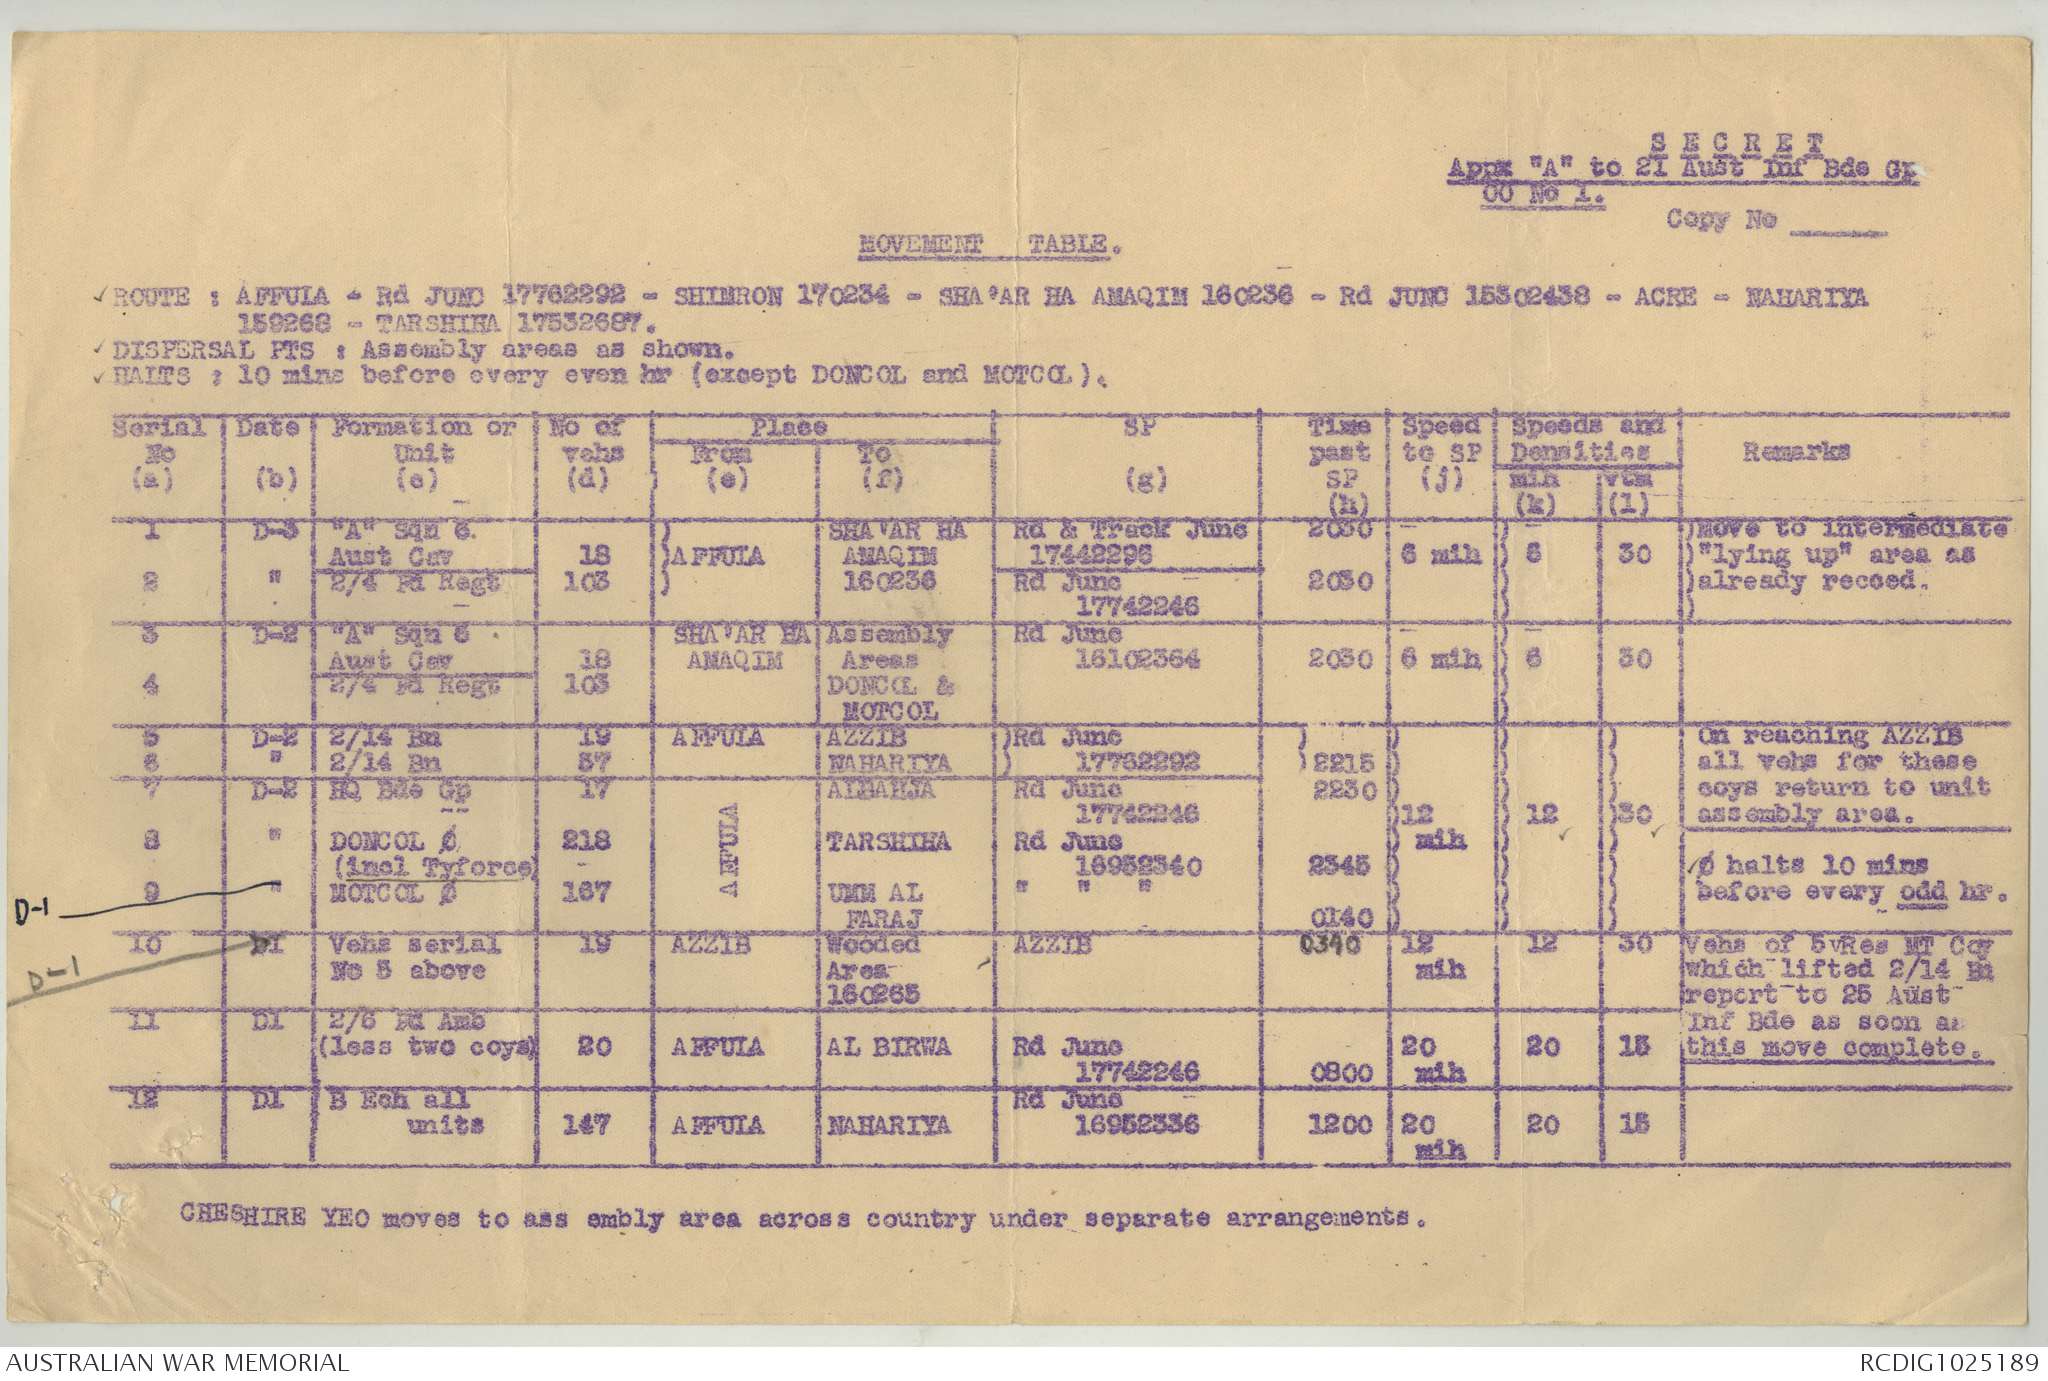 S E C R E T
Appx "A" to 21 Aust Inf Bde Gp
OO No 1.
Copy No
MOVEMENT TABLE.
✓ROUTE : AFFULA - Rd JUNC 17762292 - SHIMRON 170234 - SHA'AR HA AMAQIM 160236 - Rd JUNC 15302438 - ACRE - NAHARIYA
159268 - TARSHIHA 17532687.
✓DISPERSAL PTS : Assembly areas as shown.
✓HALTS : 10 mins before every even hr (except DONCOL and MOTCOL).
Serial Date Formation or No of Place SP Time Speed Speeds and
No Unit vehs From To past to SP Densities Remarks
(a) (b) (c) (d) (e) (f) (g) SP (j) mih vtm
(h) (k) (l)
1 D-3 "A" Sqn 6 SHA'AR HA Rd & Track Junc 2030 Move to intermediate
Aust Cav 18 AFFULA AMAQIM 17442296 6 mih 6 30 "lying up" area as
2 " 2/4 Fd Regt 103 160236 Rd Junc 2030 already recced.
17742246
3 D-2 "A" Sqn 6 SHA'AR HA Assembly Rd Junc
Aust Cav 18 AMAQIM Areas 16102364 2030 6 mih 6 30
4 2/4 Fd Regt 103 DONCOL &
MOTCOL
5 D-2 2/14 Bn 19 AFFULA AZZIB Rd Junc On reaching AZZIB
6 " 2/14 Bn 37 NAHARIYA 17762292 2215 all vehs for these
7 D-2 HQ Bde Gp 17 AFFULA ALBAHJA Rd Junc 2230 coys return to unit
17742246 12 12 30 assembly area.
8 " DONCOL Ø 218 TARSHIHA Rd Junc mih
(incl Tyforce) 16952340 2345 Ø halts 10 mins
9 " MOTCOL Ø 167 UMM AL " " " before every odd hr.
D-1
FARAJ 0140
10 D1 Vehs serial 19 AZZIB Wooded AZZIB 0340 12 12 30 Vehs of 5 Res MT Coy
D-1
No 5 above Area mih which lifted 2/14 Bn
160265 report to 25 Aust
11 D1 2/6 Fd Amb Inf Bde as soon as
(less two coys) 20 AFFULA AL BIRWA Rd Junc 20 20 15 this move complete.
17742246 0800 mih
12 D1 B Ech all Rd Junc
units 147 AFFULA NAHARIYA 16952336 1200 20 20 15
mih
CHESHIRE YEO moves to ass embly area across country under separate arrangements.
AUSTRALIAN WAR MEMORIAL
RCDIG1025189